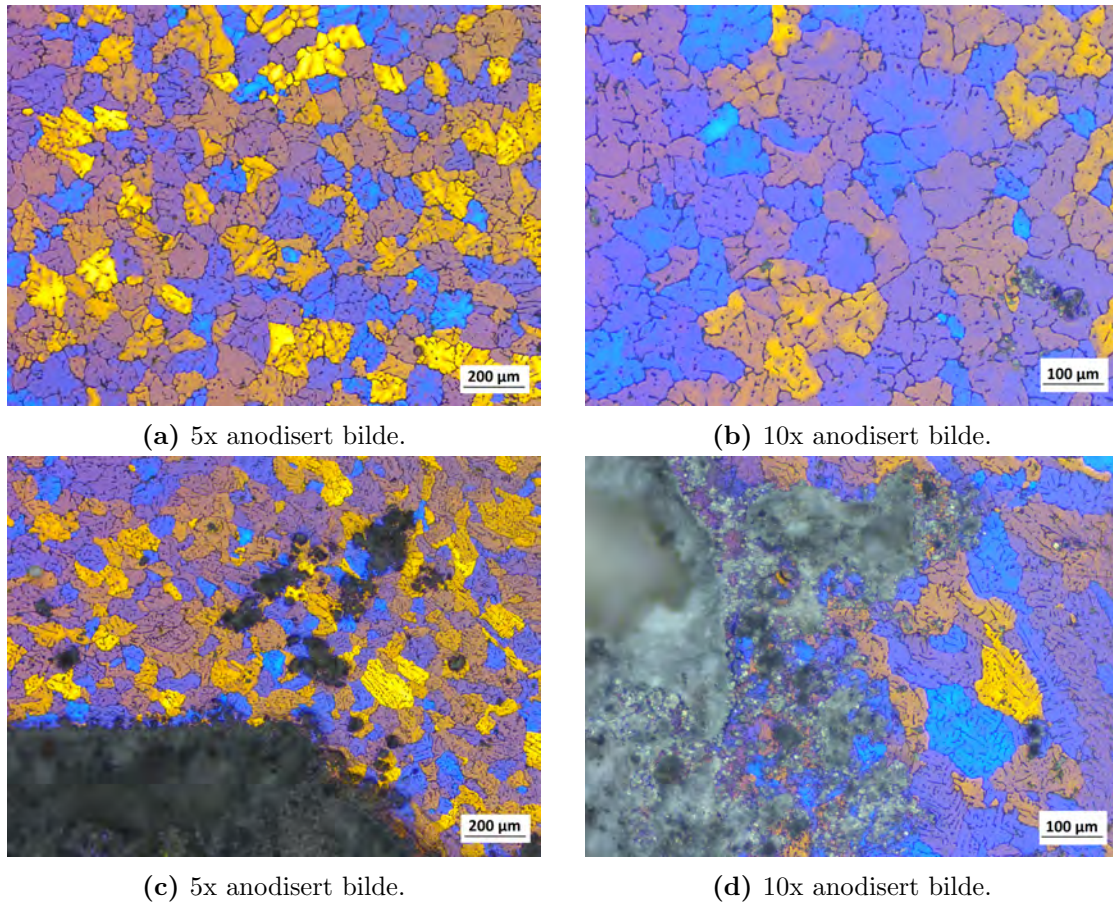 200 µm
100 µm
(a) 5x anodisert bilde.
(b) 10x anodisert bilde.
200 µm
100 µm
(c) 5x anodisert bilde.
(d) 10x anodisert bilde.